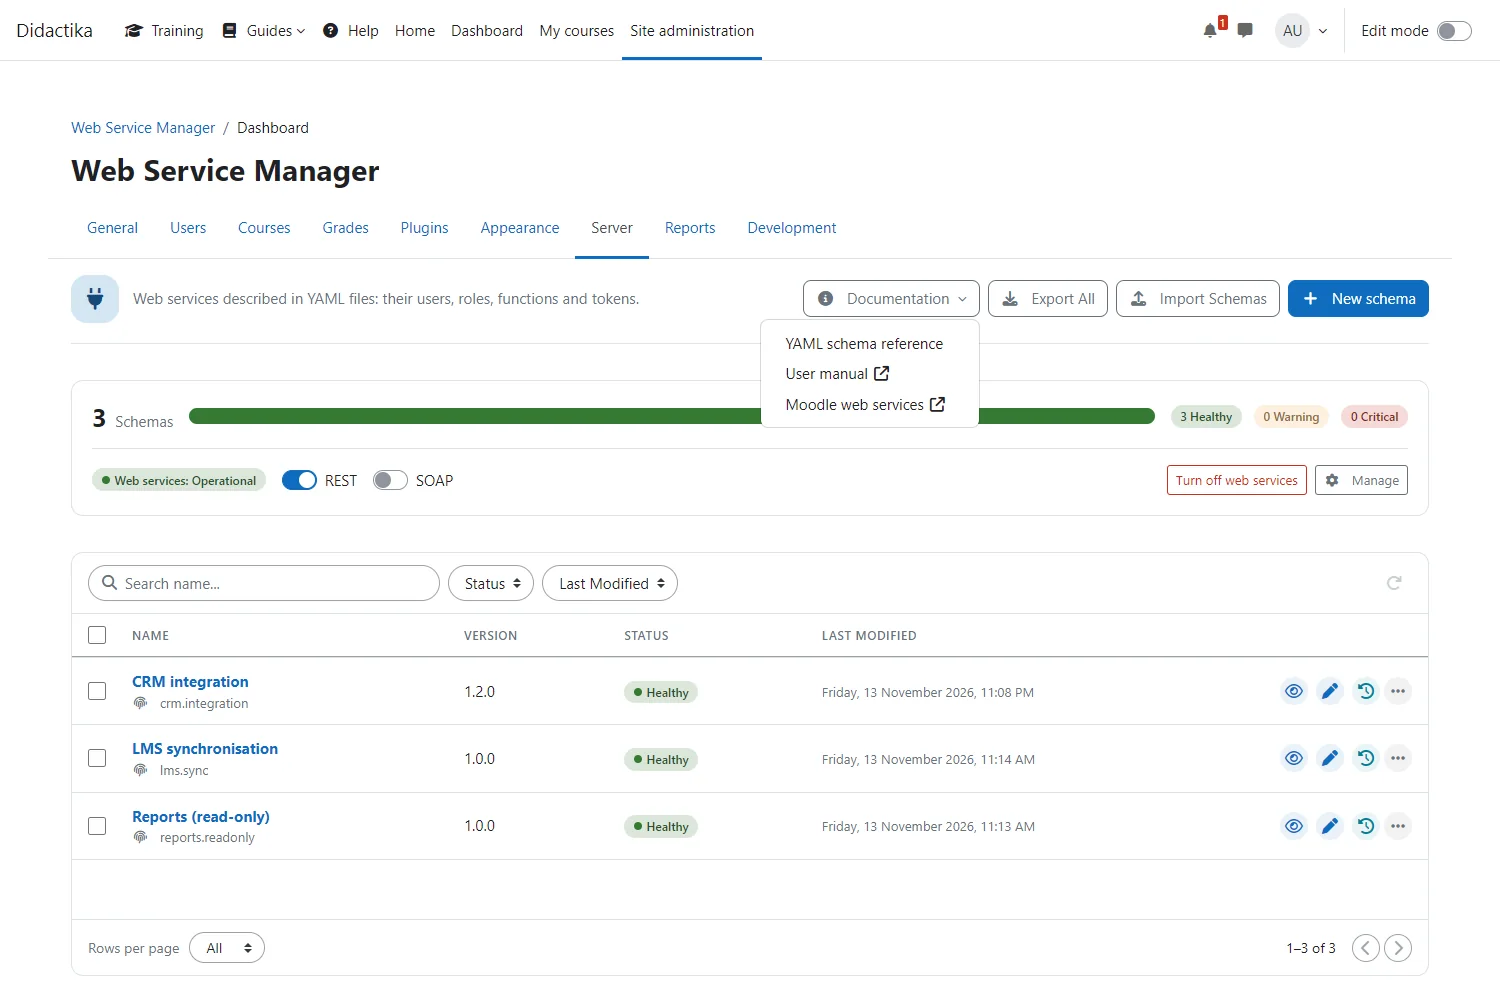 Didactika Training Guides Help Home Dashboard My courses Site administration 1 AU Edit mode
Web Service Manager / Dashboard
Web Service Manager
General Users Courses Grades Plugins Appearance Server Reports Development
Web services described in YAML files: their users, roles, functions and tokens.
Documentation Export All Import Schemas New schema
YAML schema reference
User manual
Moodle web services
3 Schemas 3 Healthy 0 Warning 0 Critical
Web services: Operational REST SOAP Turn off web services Manage
Search name... Status Last Modified
NAME VERSION STATUS LAST MODIFIED
CRM integration
crm.integration
1.2.0 Healthy Friday, 13 November 2026, 11:08 PM
LMS synchronisation
lms.sync
1.0.0 Healthy Friday, 13 November 2026, 11:14 AM
Reports (read-only)
reports.readonly
1.0.0 Healthy Friday, 13 November 2026, 11:13 AM
Rows per page All 1–3 of 3